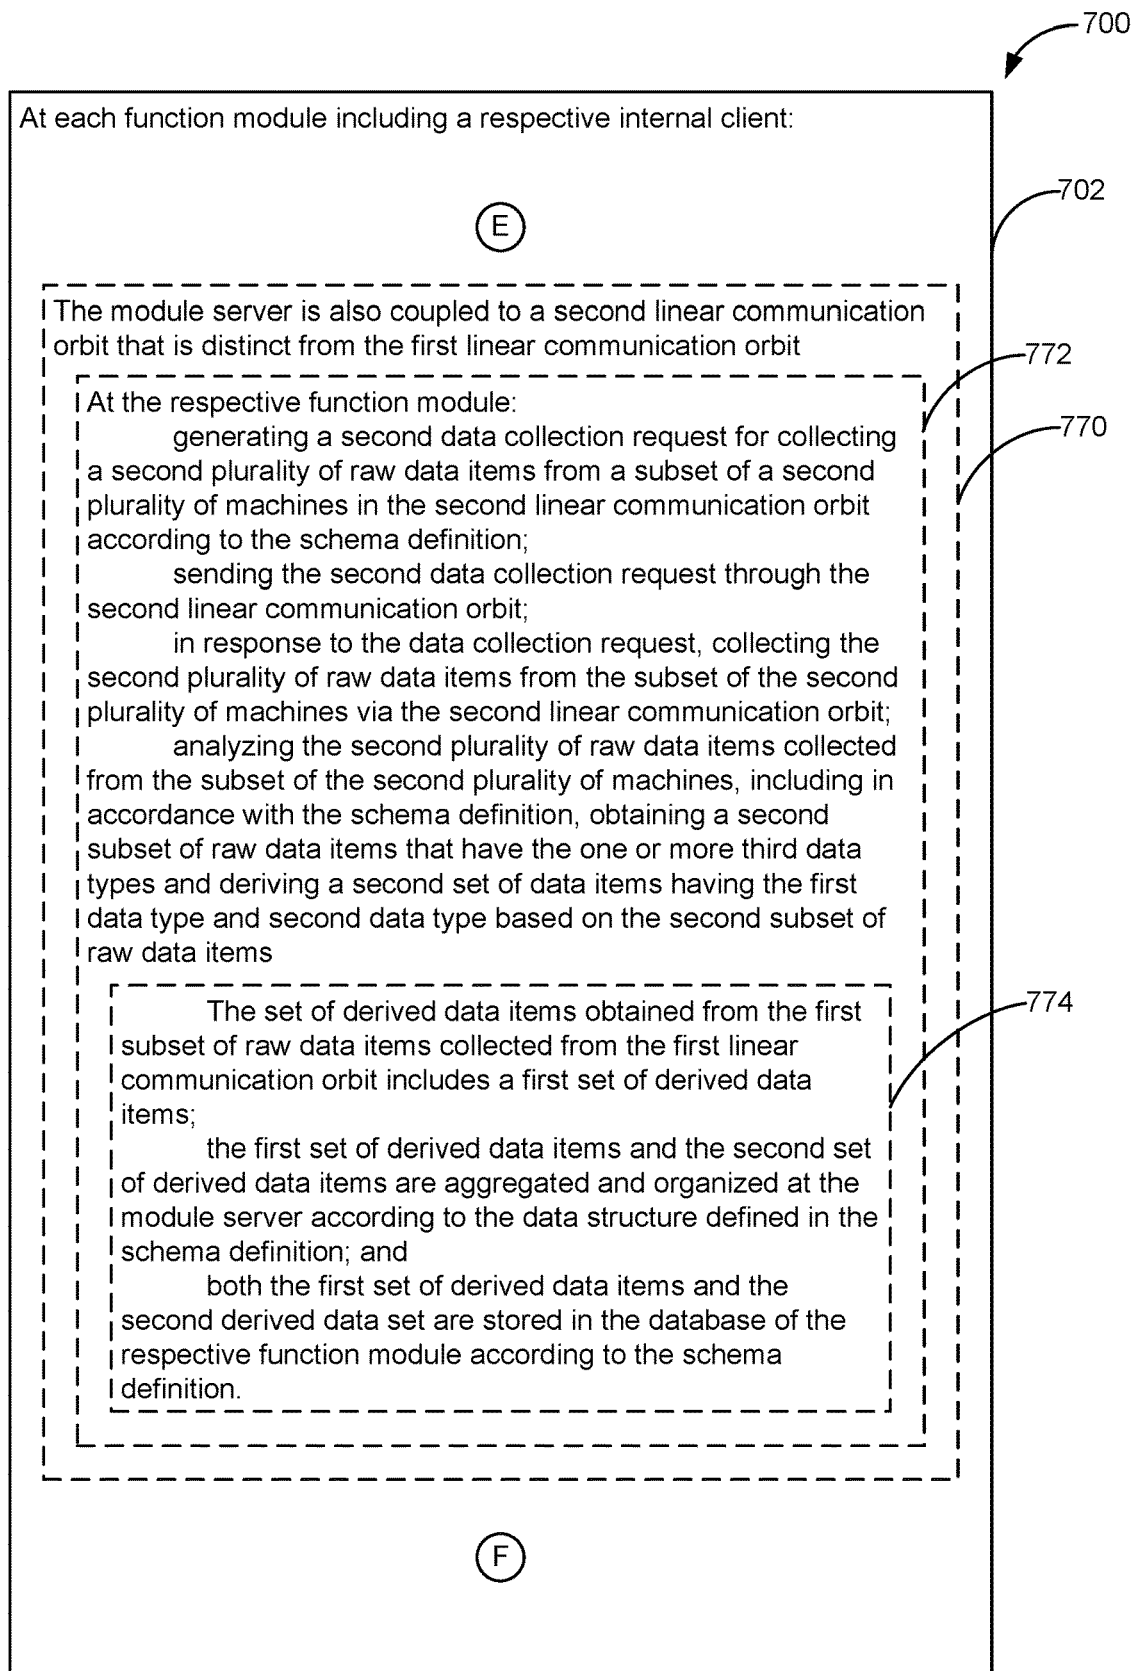 700
At each function module including a respective internal client:
702
E
The module server is also coupled to a second linear communication
orbit that is distinct from the first linear communication orbit
772
At the respective function module:
770
generating a second data collection request for collecting
a second plurality of raw data items from a subset of a second
plurality of machines in the second linear communication orbit
according to the schema definition;
sending the second data collection request through the
second linear communication orbit;
in response to the data collection request, collecting the
second plurality of raw data items from the subset of the second
plurality of machines via the second linear communication orbit;
analyzing the second plurality of raw data items collected
from the subset of the second plurality of machines, including in
accordance with the schema definition, obtaining a second
subset of raw data items that have the one or more third data
types and deriving a second set of data items having the first
data type and second data type based on the second subset of
raw data items
774
The set of derived data items obtained from the first
subset of raw data items collected from the first linear
communication orbit includes a first set of derived data
items;
the first set of derived data items and the second set
of derived data items are aggregated and organized at the
module server according to the data structure defined in the
schema definition; and
both the first set of derived data items and the
second derived data set are stored in the database of the
respective function module according to the schema
definition.
F